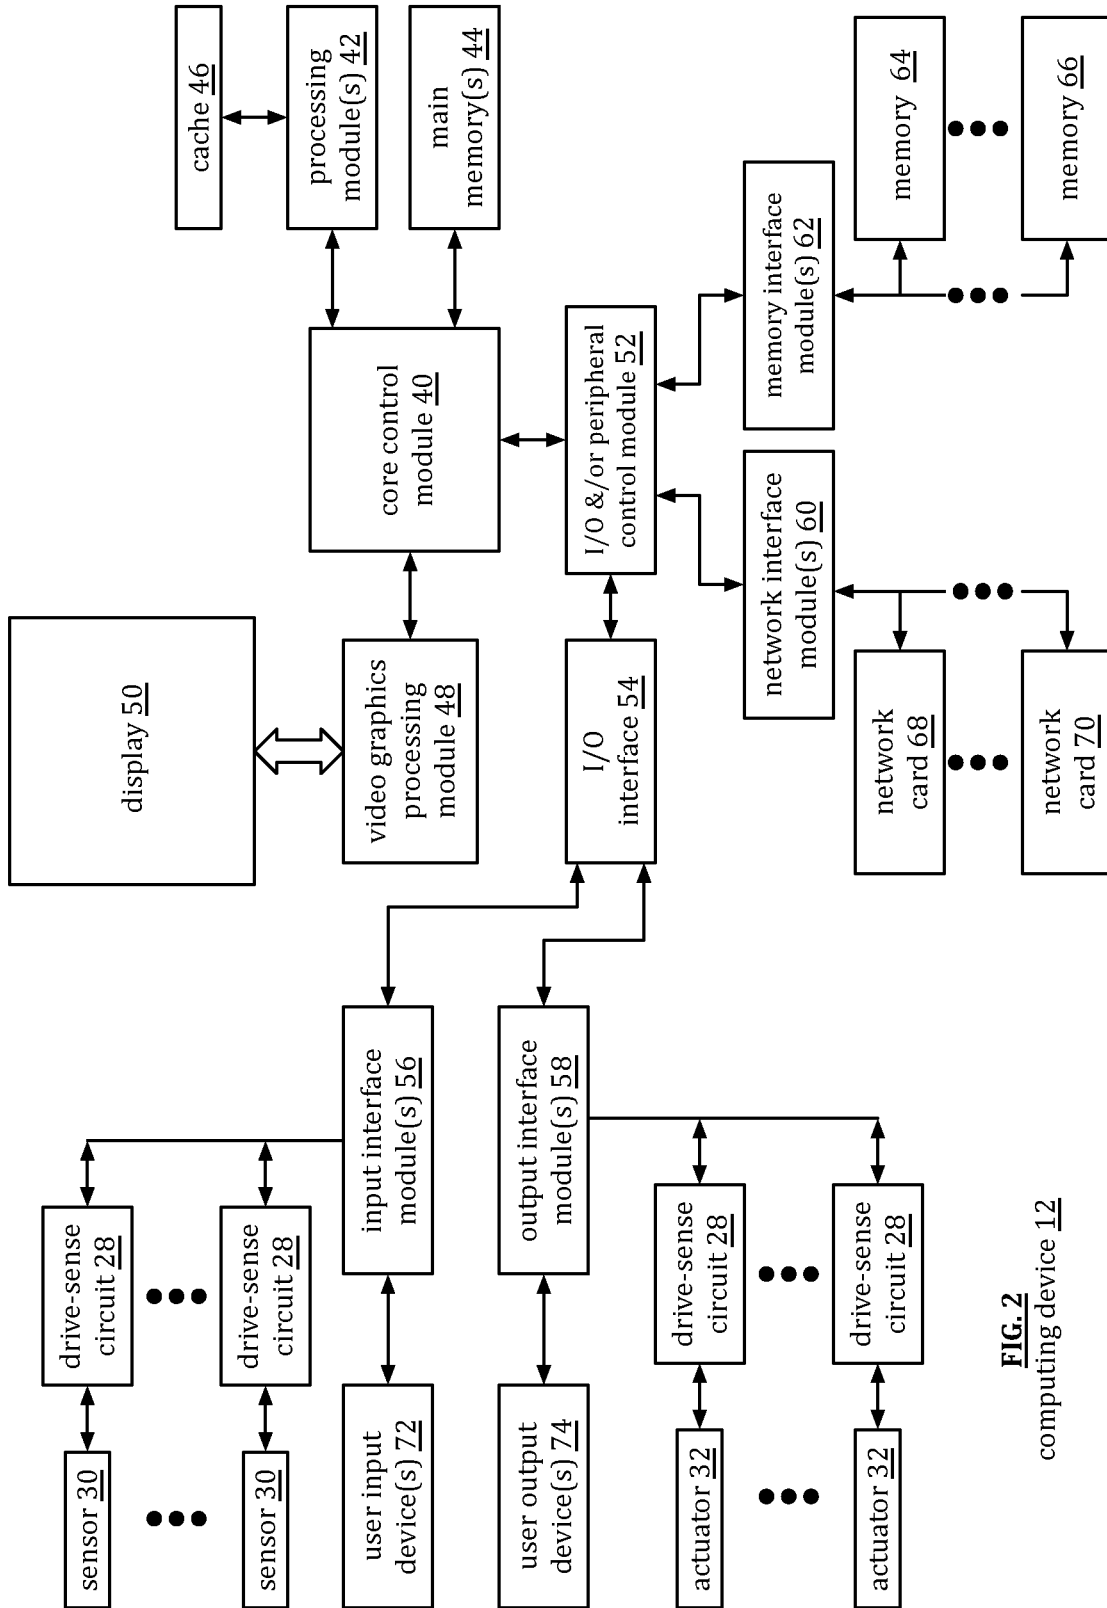 sensor 30
drive-sense
circuit 28
display 50
cache 46
sensor 30
drive-sense
circuit 28
processing
module(s) 42
user input
device(s) 72
input interface
module(s) 56
video graphics
processing
module 48
core control
module 40
main
memory(s) 44
user output
device(s) 74
output interface
module(s) 58
I/O
interface 54
I/O &/or peripheral
control module 52
actuator 32
drive-sense
circuit 28
network interface
module(s) 60
memory interface
module(s) 62
actuator 32
drive-sense
circuit 28
network
card 68
memory 64
FIG. 2
computing device 12
network
card 70
memory 66